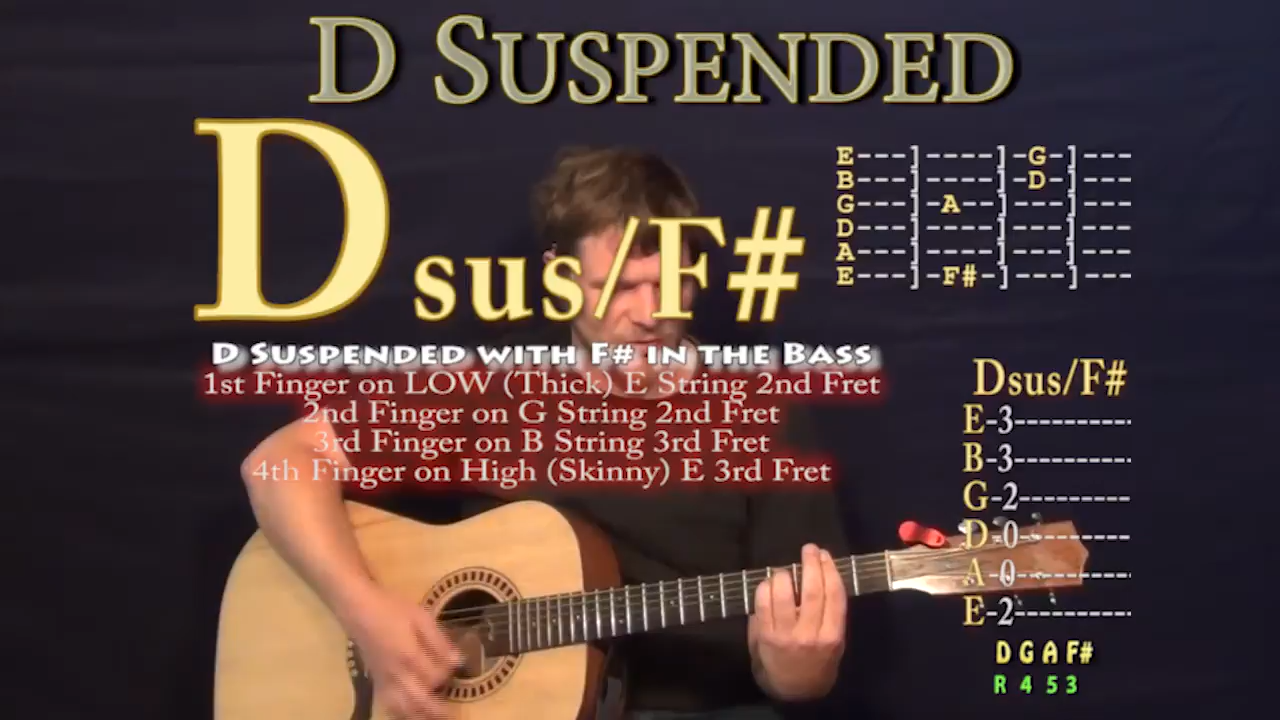 D SUSPENDED
Dsus/F#
D SUSPENDED WITH F# IN THE BASS
1st Finger on LOW (Thick) E String 2nd Fret
2nd Finger on G String 2nd Fret
3rd Finger on B String 3rd Fret
4th Finger on High (Skinny) E 3rd Fret
E---]-----]-G-]---
B---]-----]-D-]---
G---]-A--]---]---
D---]-----]---]---
A---]-----]---]---
E---]-F#-]---]---
Dsus/F#
E-3----------
B-3----------
G-2----------
D-0----------
A-0----------
E-2----------
D G A F#
R 4 5 3